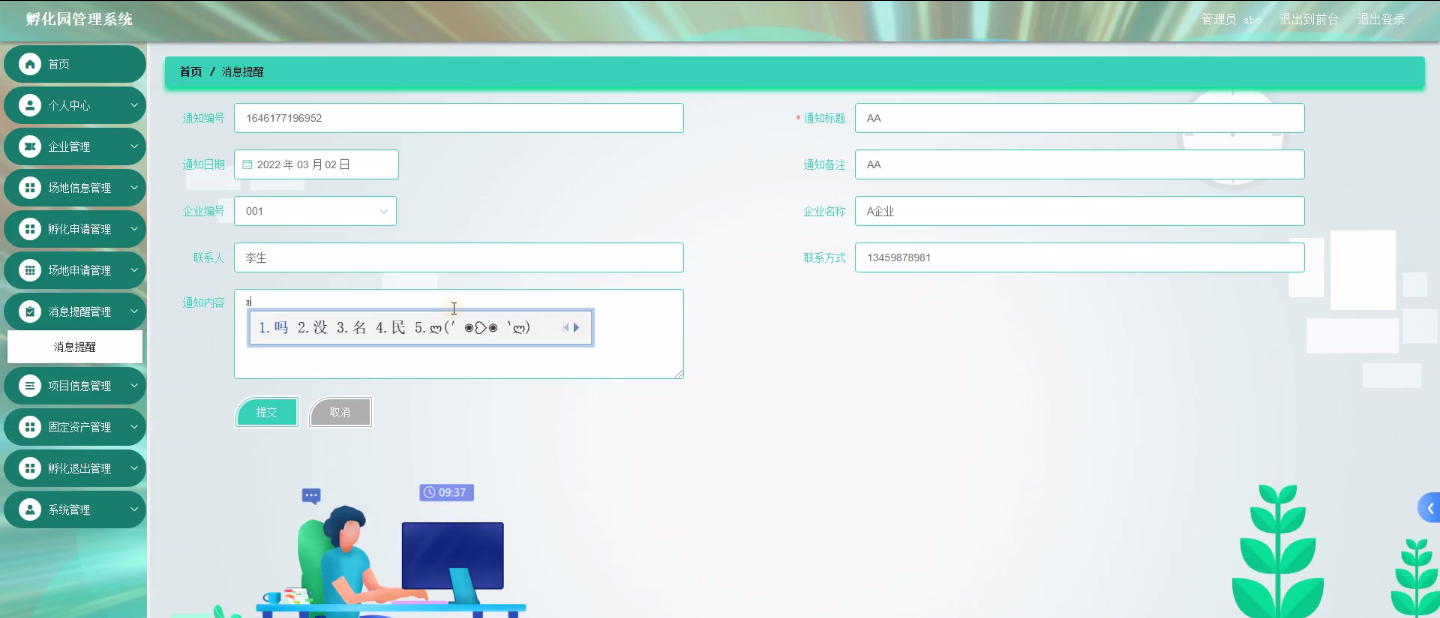 孵化园管理系统
管理员 abo 退出到前台 退出登录
首页
个人中心
企业管理
场地信息管理
孵化申请管理
场地申请管理
消息提醒管理
消息提醒
项目信息管理
固定资产管理
孵化退出管理
系统管理
首页 / 消息提醒
通知编号 1646177196952
* 通知标题 AA
通知日期 2022 年 03 月 02 日
通知备注 AA
企业编号 001
企业名称 A企业
联系人 李生
联系方式 13459878981
通知内容
1.吗 2.没 3.名 4.民 5.ლ(′◉❥◉｀ლ)
提交 取消
09:37